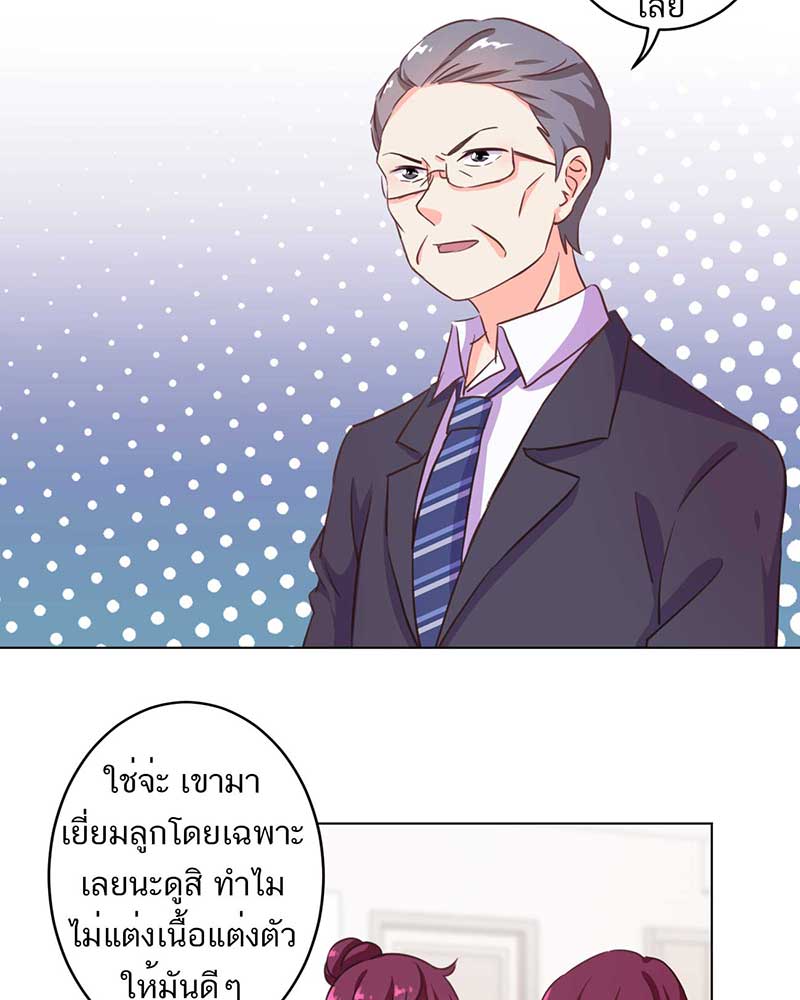 เลย
ใช่จ่ะ เขามา
เยี่ยมลูกโดยเฉพาะ
เลยนะดูสิ ทำไม
ไม่แต่งเนื้อแต่งตัว
ให้มันดีๆ